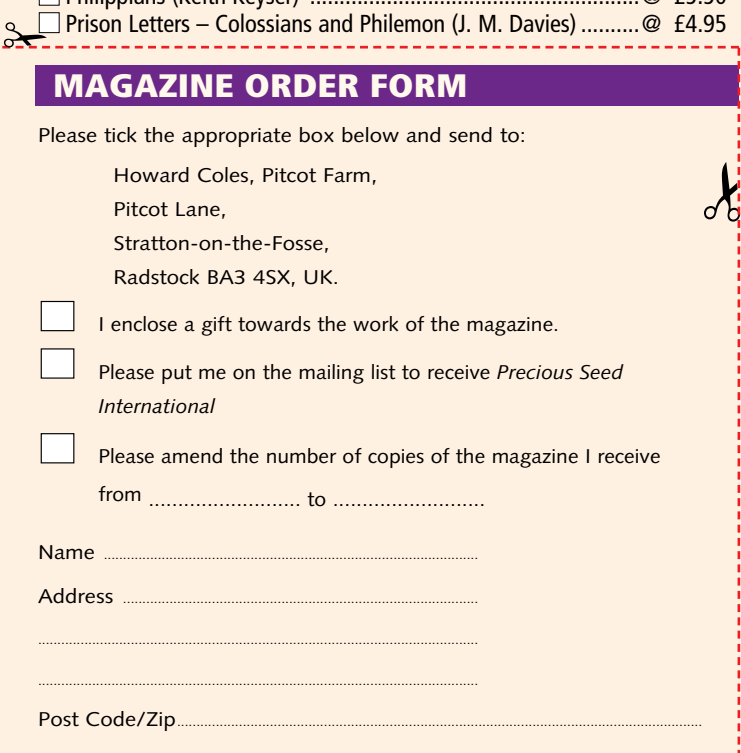 Philippians (Keith Keyser) ..........................................................@
Prison Letters – Colossians and Philemon (J. M. Davies) ..........@ £4.95
MAGAZINE ORDER FORM
Please tick the appropriate box below and send to:
Howard Coles, Pitcot Farm,
Pitcot Lane,
Stratton-on-the-Fosse,
Radstock BA3 4SX, UK.
I enclose a gift towards the work of the magazine.
Please put me on the mailing list to receive Precious Seed
International
Please amend the number of copies of the magazine I receive
from .......................... to ..........................
Name ................................................................
Address ................................................................
................................................................
................................................................
Post Code/Zip................................................................